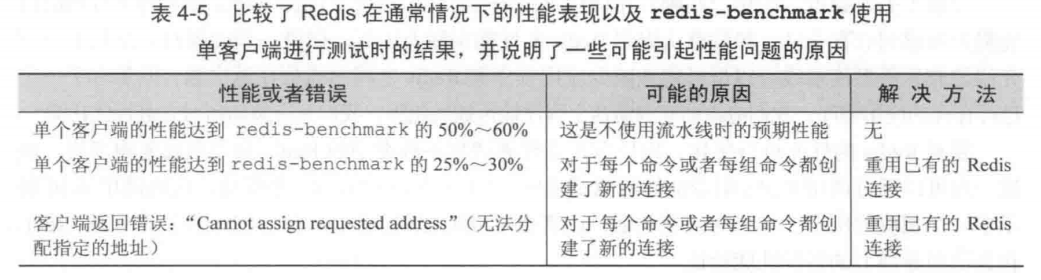 表 4-5 比较了 Redis 在通常情况下的性能表现以及 redis-benchmark 使用
单客户端进行测试时的结果，并说明了一些可能引起性能问题的原因
性能或者错误 可能的原因 解 决 方 法
单个客户端的性能达到 redis-benchmark 的 50%～60% 这是不使用流水线时的预期性能 无
单个客户端的性能达到 redis-benchmark 的 25%～30% 对于每个命令或者每组命令都创 重用已有的 Redis
建了新的连接 连接
客户端返回错误：“Cannot assign requested address”（无法分 对于每个命令或者每组命令都创 重用已有的 Redis
配指定的地址） 建了新的连接 连接